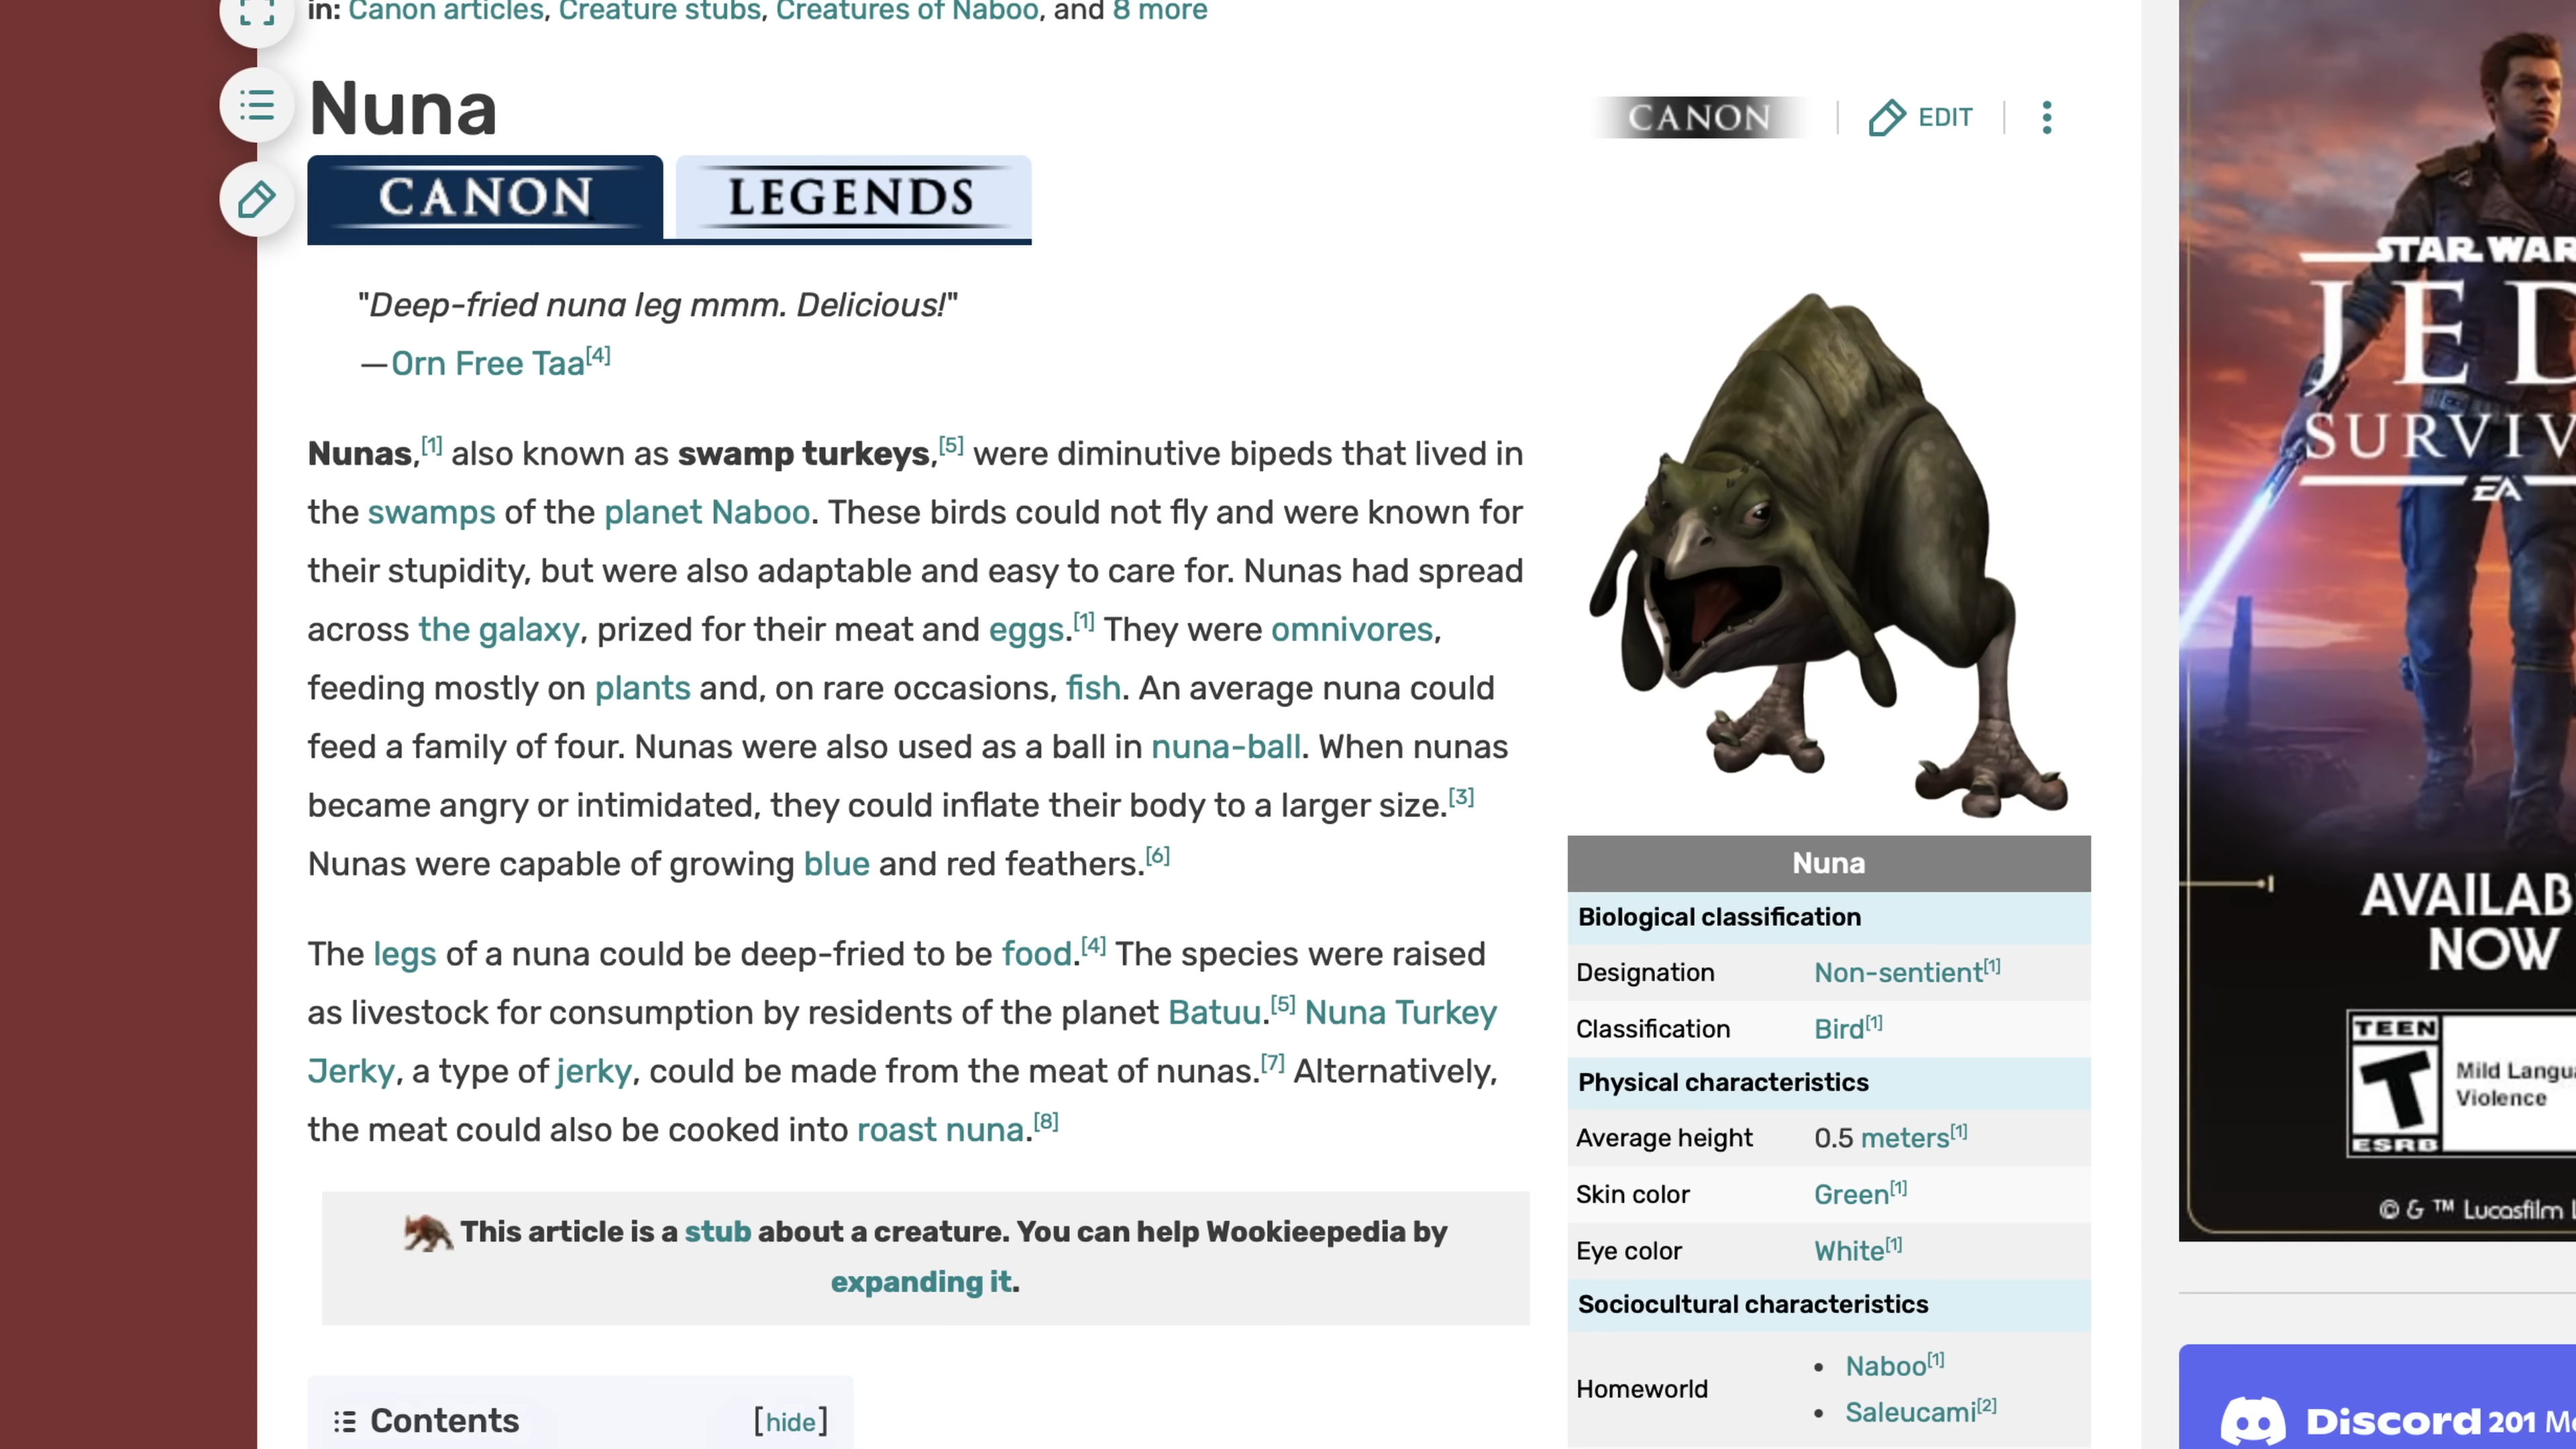 in: Canon articles, Creature stubs, Creatures of Naboo, and 8 more
Nuna
CANON
EDIT
CANON
LEGENDS
"Deep-fried nuna leg mmm. Delicious!"
—Orn Free Taa[4]
Nunas,[1] also known as swamp turkeys,[5] were diminutive bipeds that lived in
the swamps of the planet Naboo. These birds could not fly and were known for
their stupidity, but were also adaptable and easy to care for. Nunas had spread
across the galaxy, prized for their meat and eggs.[1] They were omnivores,
feeding mostly on plants and, on rare occasions, fish. An average nuna could
feed a family of four. Nunas were also used as a ball in nuna-ball. When nunas
became angry or intimidated, they could inflate their body to a larger size.[3]
Nunas were capable of growing blue and red feathers.[6]
The legs of a nuna could be deep-fried to be food.[4] The species were raised
as livestock for consumption by residents of the planet Batuu.[5] Nuna Turkey
Jerky, a type of jerky, could be made from the meat of nunas.[7] Alternatively,
the meat could also be cooked into roast nuna.[8]
This article is a stub about a creature. You can help Wookieepedia by
expanding it.
Contents [hide]
Nuna
Biological classification
Designation Non-sentient[1]
Classification Bird[1]
Physical characteristics
Average height 0.5 meters[1]
Skin color Green[1]
Eye color White[1]
Sociocultural characteristics
Homeworld
• Naboo[1]
• Saleucami[2]
STAR WAR
JED
SURVIV
EA
AVAILAB
NOW
TEEN
T
ESRB
Mild Langu
Violence
© & ™ Lucasfilm L
Discord 201 M